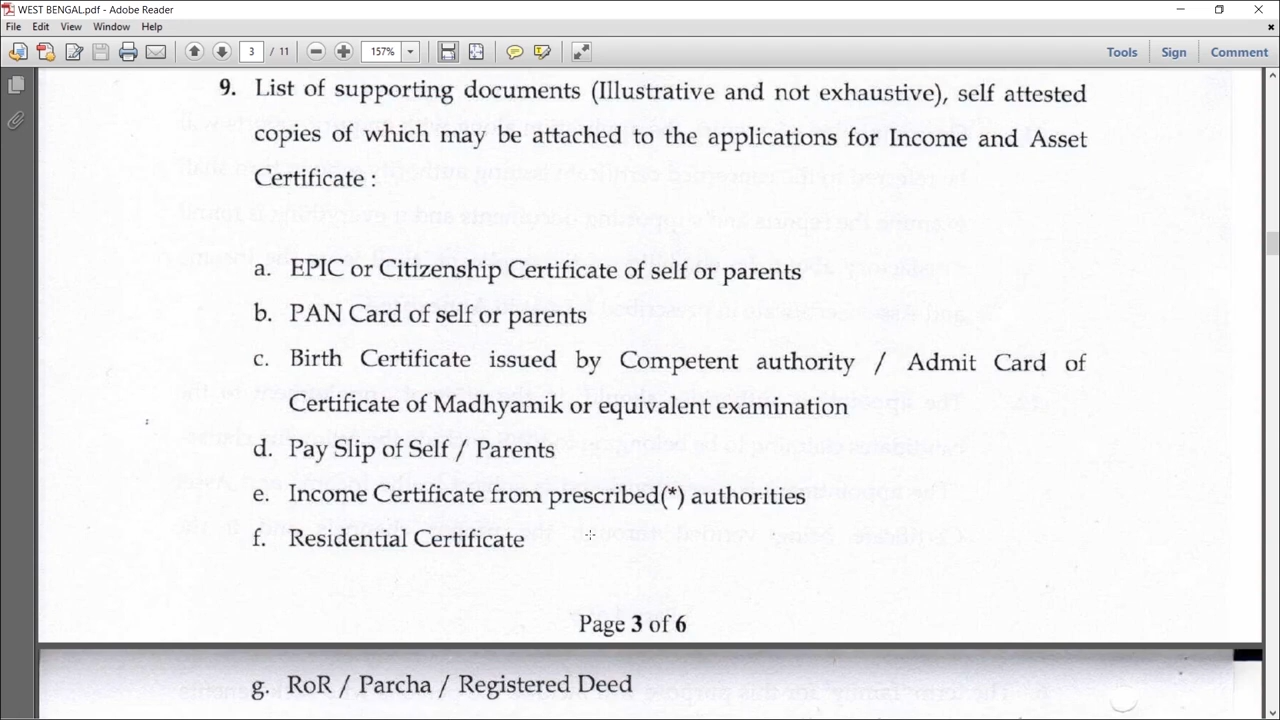 WEST BENGAL.pdf - Adobe Reader
File Edit View Window Help
3 / 11 157% Tools Sign Comment
9. List of supporting documents (Illustrative and not exhaustive), self attested
copies of which may be attached to the applications for Income and Asset
Certificate :
a. EPIC or Citizenship Certificate of self or parents
b. PAN Card of self or parents
c. Birth Certificate issued by Competent authority / Admit Card of
Certificate of Madhyamik or equivalent examination
d. Pay Slip of Self / Parents
e. Income Certificate from prescribed(*) authorities
f. Residential Certificate
Page 3 of 6
g. RoR / Parcha / Registered Deed